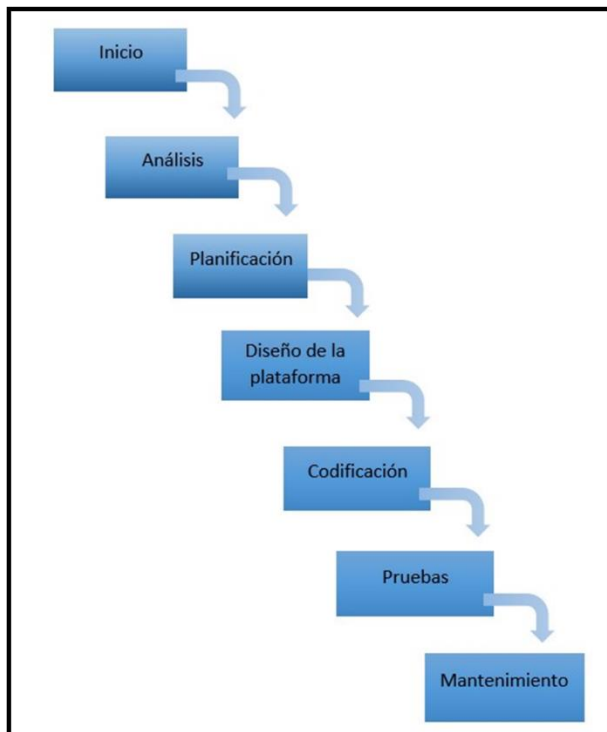 Inicio
Análisis
Planificación
Diseño de la
plataforma
Codificación
Pruebas
Mantenimiento